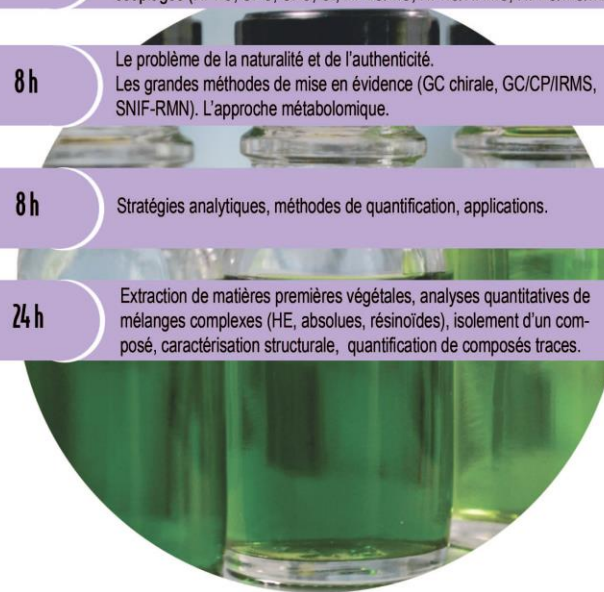 8 h
Le problème de la naturalité et de l'authenticité.
Les grandes méthodes de mise en évidence (GC chirale, GC/CP/IRMS,
SNIF-RMN). L'approche métabolomique.
8 h
Stratégies analytiques, méthodes de quantification, applications.
24 h
Extraction de matières premières végétales, analyses quantitatives de
mélanges complexes (HE, absolues, résinoïdes), isolement d'un com-
posé, caractérisation structurale, quantification de composés traces.